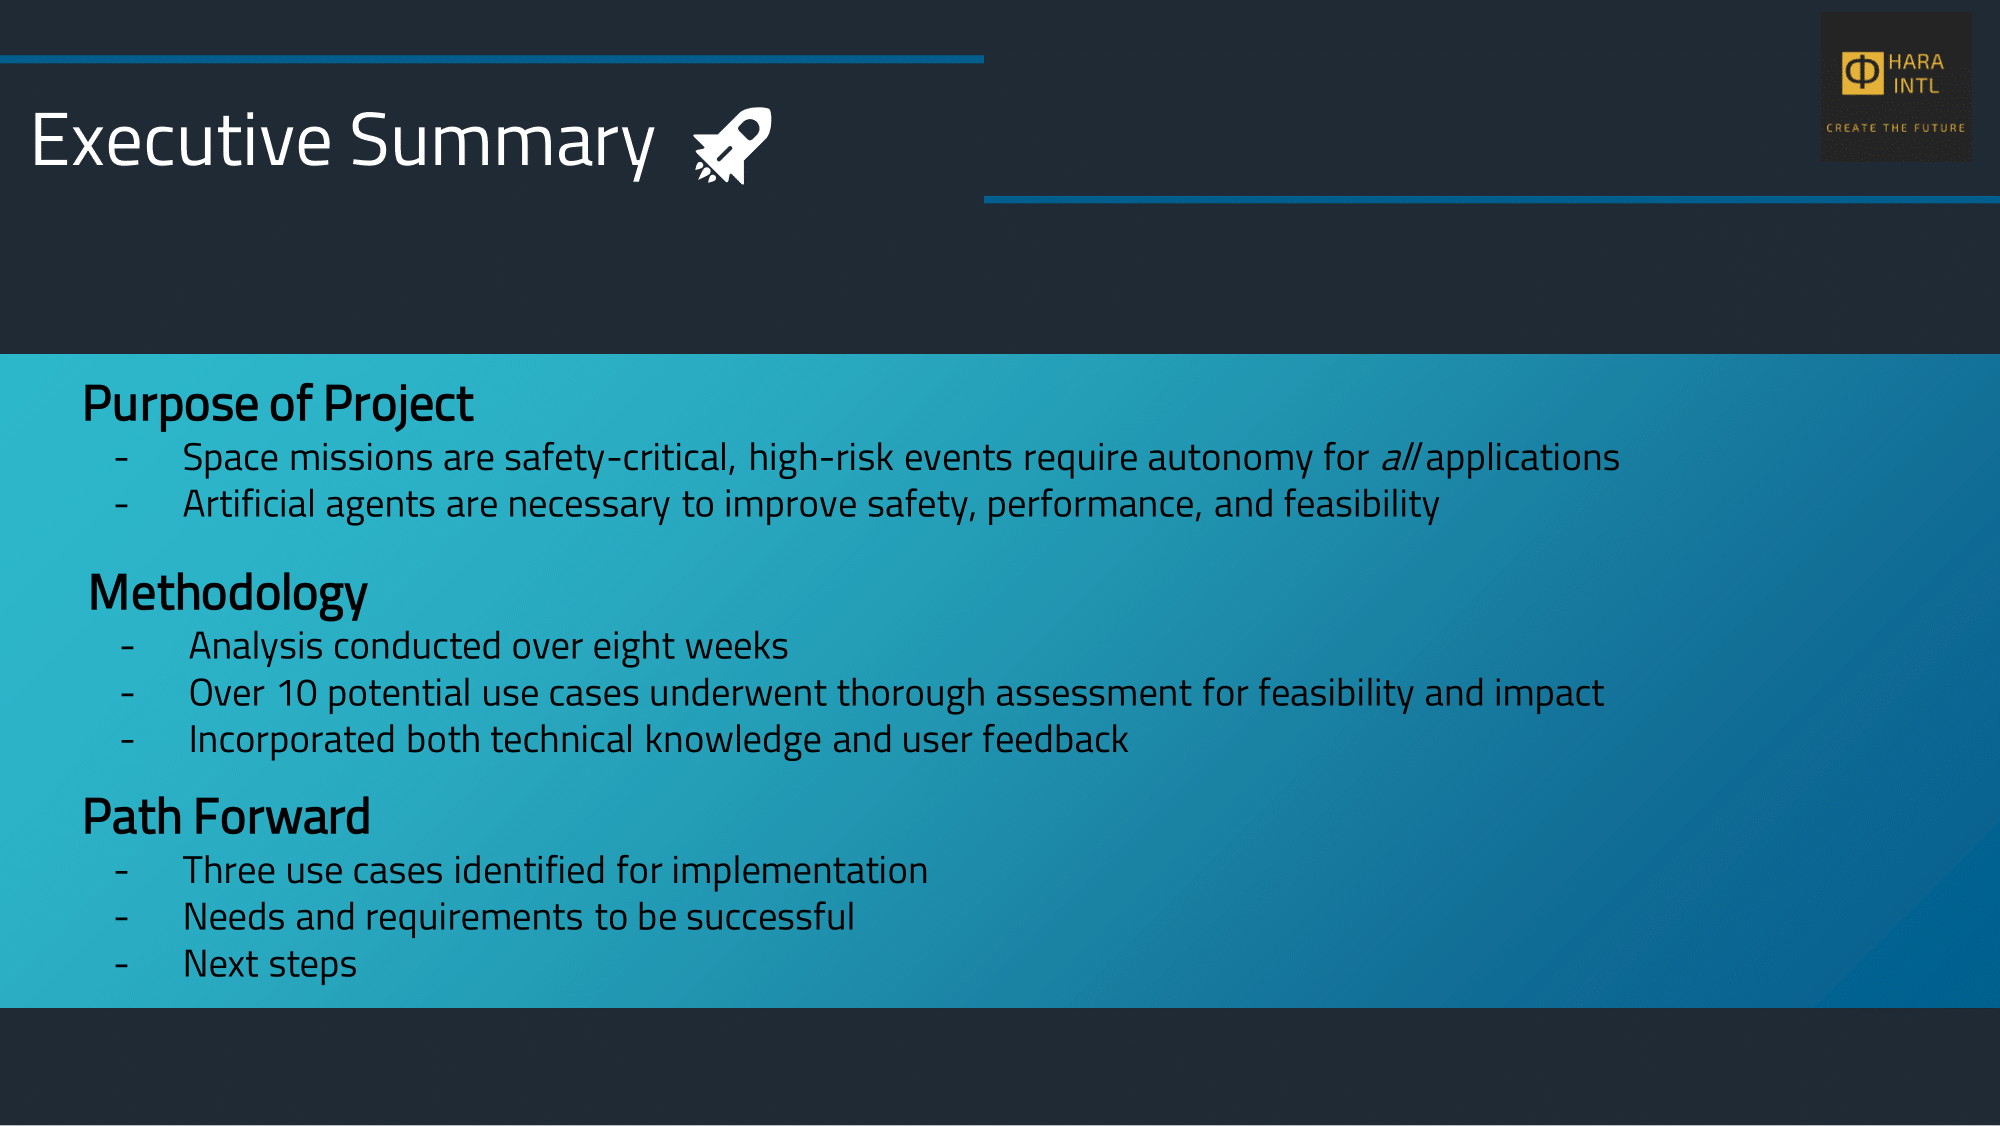 Executive Summary
Φ HARA
INTL
CREATE THE FUTURE
Purpose of Project
- Space missions are safety-critical, high-risk events require autonomy for all applications
- Artificial agents are necessary to improve safety, performance, and feasibility
Methodology
- Analysis conducted over eight weeks
- Over 10 potential use cases underwent thorough assessment for feasibility and impact
- Incorporated both technical knowledge and user feedback
Path Forward
- Three use cases identified for implementation
- Needs and requirements to be successful
- Next steps